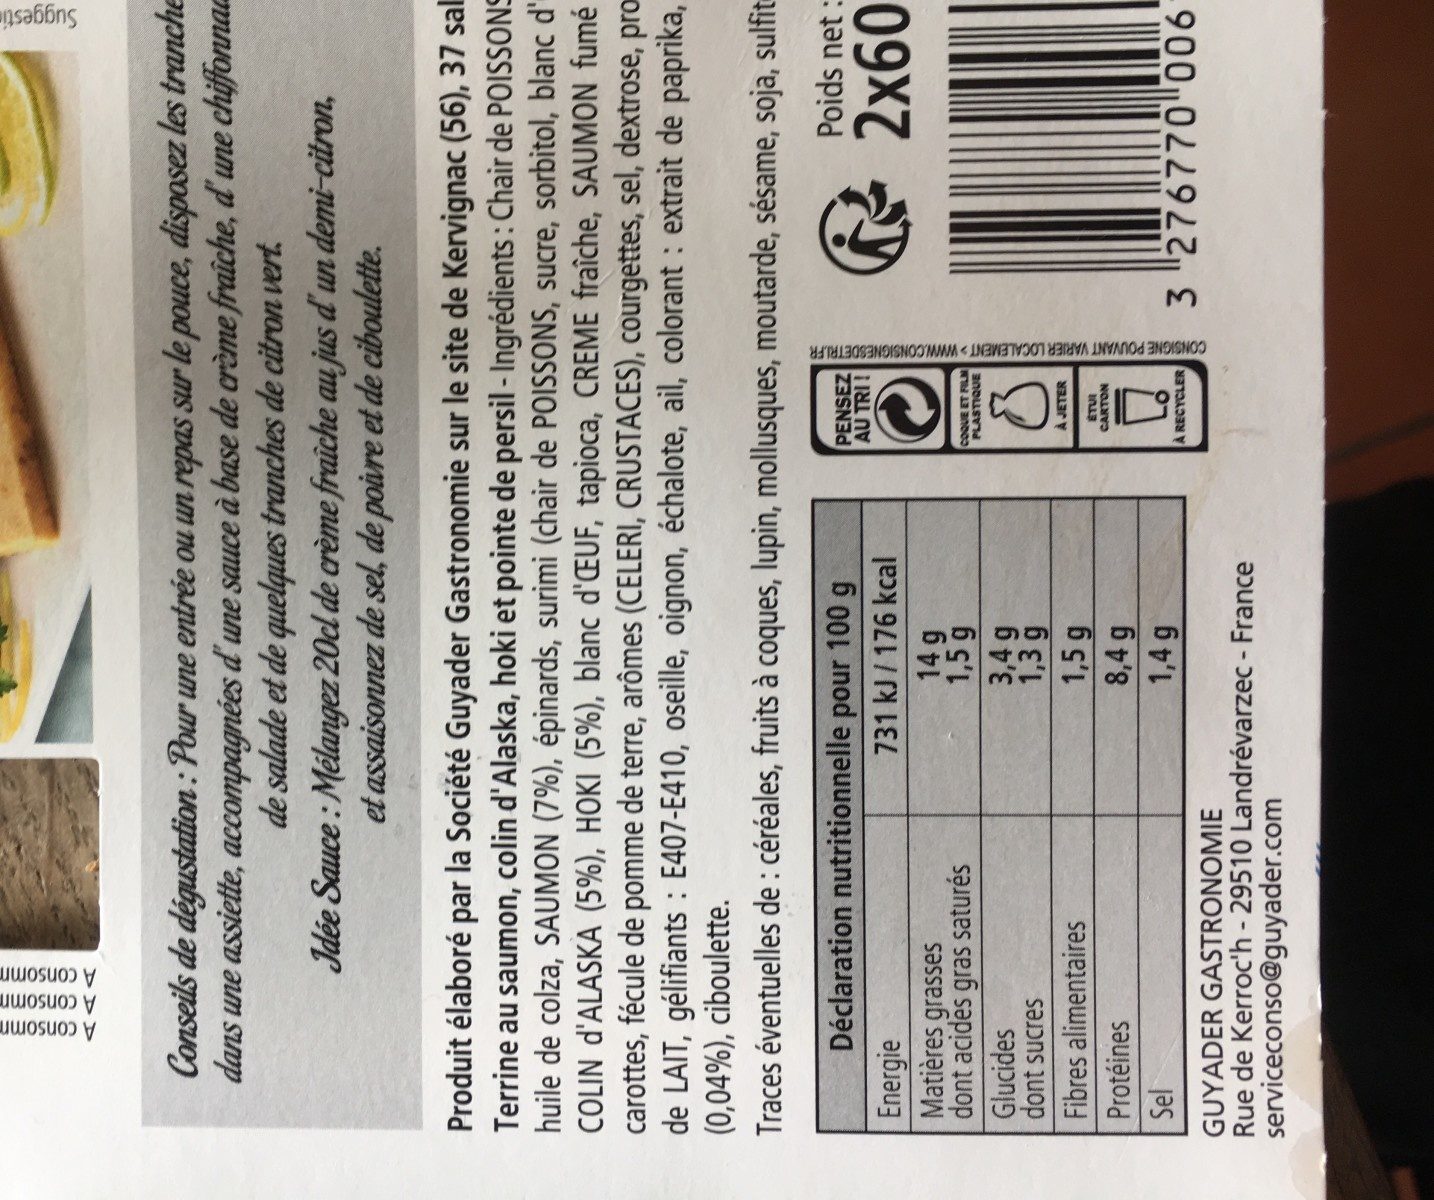 Conseils de dégustation : Pour une entrée ou un repas sur le pouce, disposez les tranche
dans une assiette, accompagnées d'une sauce à base de crème fraîche, d'une chiffonnad
de salade et de quelques tranches de citron vert.
Idée Sauce : Mélangez 20cl de crème fraîche au jus d'un demi-citron,
et assaisonnez de sel, de poivre et de ciboulette.
Produit élaboré par la Société Guyader Gastronomie sur le site de Kervignac (56), 37 sal
Terrine au saumon, colin d'Alaska, hoki et pointe de persil - Ingrédients : Chair de POISSONS
huile de colza, SAUMON (7%), épinards, surimi (chair de POISSONS, sucre, sorbitol, blanc d'
COLIN d'ALASKA (5%), HOKI (5%), blanc d'ŒUF, tapioca, CREME fraîche, SAUMON fumé
carottes, fécule de pomme de terre, arômes (CELERI, CRUSTACES), courgettes, sel, dextrose, pro
de LAIT, gélifiants : E407-E410, oseille, oignon, échalote, ail, colorant : extrait de paprika,
(0,04%), ciboulette.
Traces éventuelles de : céréales, fruits à coques, lupin, mollusques, moutarde, sésame, soja, sulfit
Déclaration nutritionnelle pour 100 g
Energie 731 kJ / 176 kcal
Matières grasses 14 g
dont acides gras saturés 1,5 g
Glucides 3,4 g
dont sucres 1,3 g
Fibres alimentaires 1,5 g
Protéines 8,4 g
Sel 1,4 g
GUYADER GASTRONOMIE
Rue de Kerroc'h - 29510 Landrévarzec - France
serviceconso@guyader.com
PENSEZ
AU TRI !
COQUE ET FILM
PLASTIQUE
À JETER
ÉTUI
CARTON
À RECYCLER
CONSIGNE POUVANT VARIER LOCALEMENT > WWW.CONSIGNESDETRI.FR
Poids net :
2x60
3 276770 006
Suggestio
A consomm
A consomm
A consomm